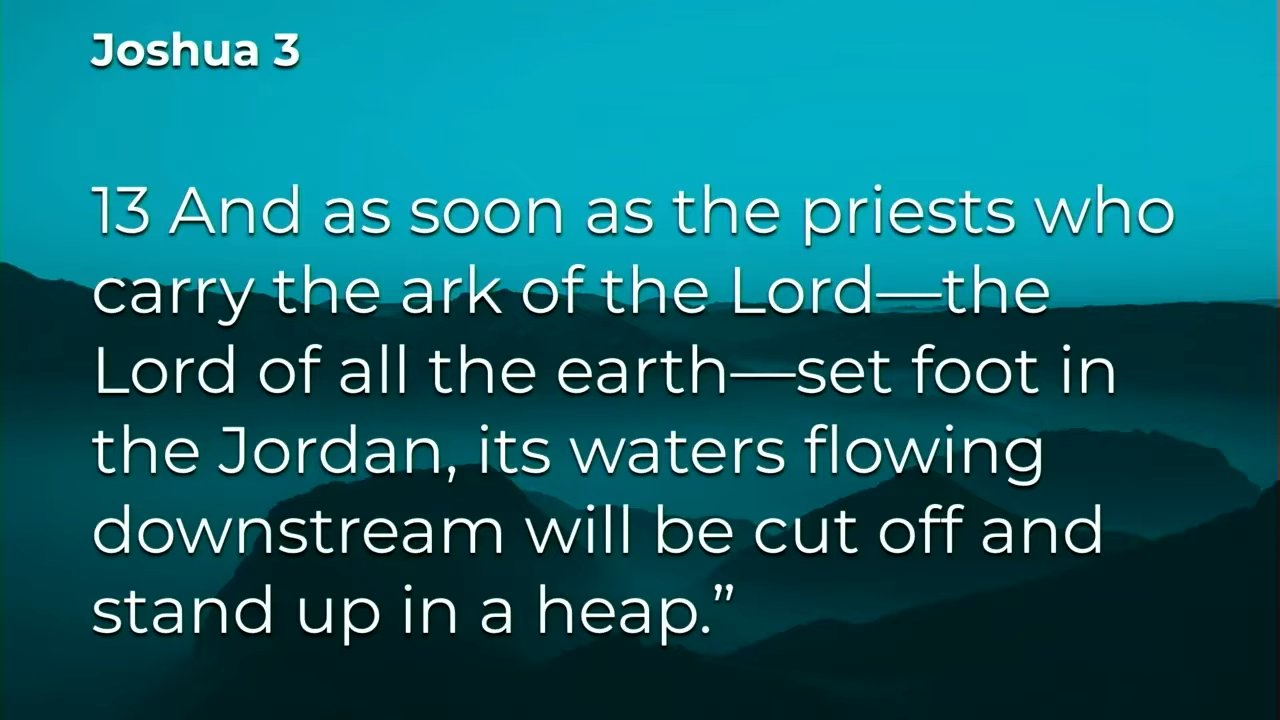 Joshua 3
13 And as soon as the priests who
carry the ark of the Lord—the
Lord of all the earth—set foot in
the Jordan, its waters flowing
downstream will be cut off and
stand up in a heap.”